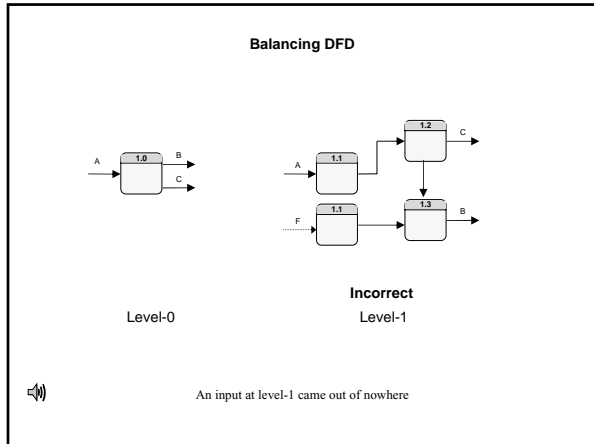 Balancing DFD
1.2
C
B
A
1.0
A
1.1
C
1.3
1.1
F
B
Incorrect
Level-0
Level-1
An input at level-1 came out of nowhere